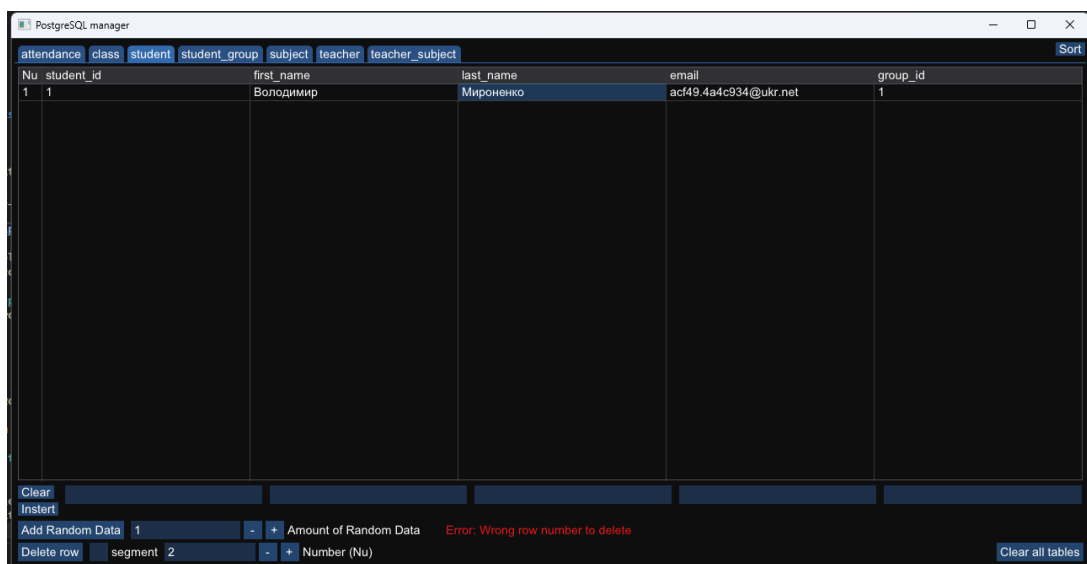 PostgreSQL manager
attendance class student student_group subject teacher teacher_subject Sort
Nu student_id first_name last_name email group_id
1 1 Володимир Мироненко acf49.4a4c934@ukr.net 1
Clear
Instert
Add Random Data 1 - + Amount of Random Data Error: Wrong row number to delete
Delete row segment 2 - + Number (Nu) Clear all tables